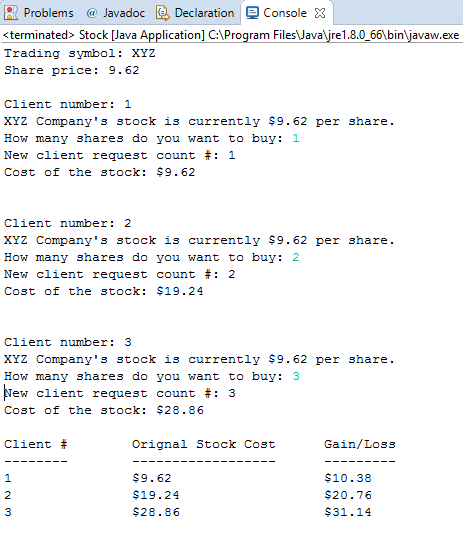 Problems @ Javadoc Declaration Console
<terminated> Stock [Java Application] C:\Program Files\Java\jre1.8.0_66\bin\javaw.exe
Trading symbol: XYZ
Share price: 9.62
Client number: 1
XYZ Company's stock is currently $9.62 per share.
How many shares do you want to buy: 1
New client request count #: 1
Cost of the stock: $9.62
Client number: 2
XYZ Company's stock is currently $9.62 per share.
How many shares do you want to buy: 2
New client request count #: 2
Cost of the stock: $19.24
Client number: 3
XYZ Company's stock is currently $9.62 per share.
How many shares do you want to buy: 3
New client request count #: 3
Cost of the stock: $28.86
Client # Orignal Stock Cost Gain/Loss
-------- ------------------ ---------
1 $9.62 $10.38
2 $19.24 $20.76
3 $28.86 $31.14